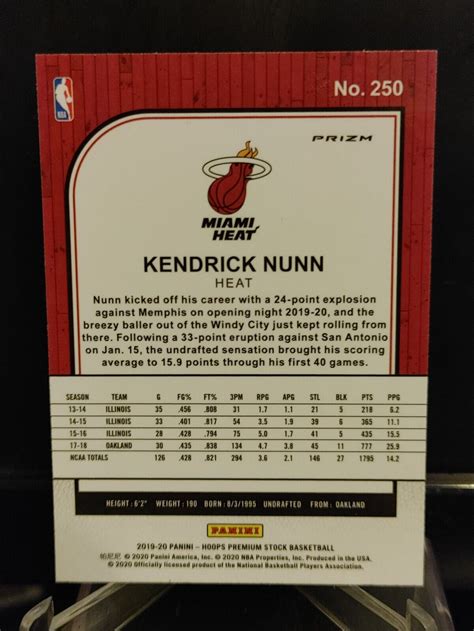 No. 250
NBA
PRIZM
MIAMI
HEAT
KENDRICK NUNN
HEAT
Nunn kicked off his career with a 24-point explosion
against Memphis on opening night 2019-20, and the
breezy baller out of the Windy City just kept rolling from
there. Following a 33-point eruption against San Antonio
on Jan. 15, the undrafted sensation brought his scoring
average to 15.9 points through his first 40 games.
SEASON TEAM G FG% FT% 3PM RPG APG STL BLK PTS PPG
13-14 ILLINOIS 35 .456 .808 31 1.7 1.1 21 5 218 6.2
14-15 ILLINOIS 33 .401 .817 54 3.5 1.9 39 6 365 11.1
15-16 ILLINOIS 28 .428 .794 75 5.0 1.7 41 5 435 15.5
17-18 OAKLAND 30 .435 .838 134 4.7 3.8 45 11 777 25.9
NCAA TOTALS 126 .428 .821 294 3.6 2.1 146 27 1795 14.2
HEIGHT: 6'2" WEIGHT: 190 BORN: 8/3/1995 UNDRAFTED FROM: OAKLAND
PANINI
2019-20 PANINI – HOOPS PREMIUM STOCK BASKETBALL
© 2020 Panini America, Inc. © 2020 NBA Properties, Inc. Produced in the USA.
© 2020 Officially licensed product of the National Basketball Players Association.